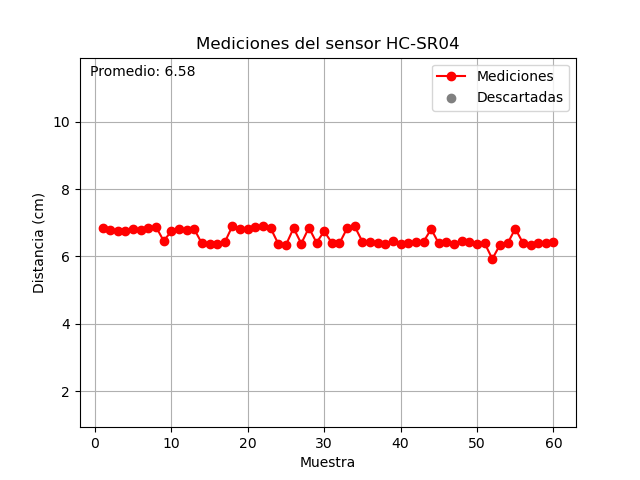 Mediciones del sensor HC-SR04
Promedio: 6.58
Mediciones
Descartadas
Distancia (cm)
10
8
6
4
2
0 10 20 30 40 50 60
Muestra